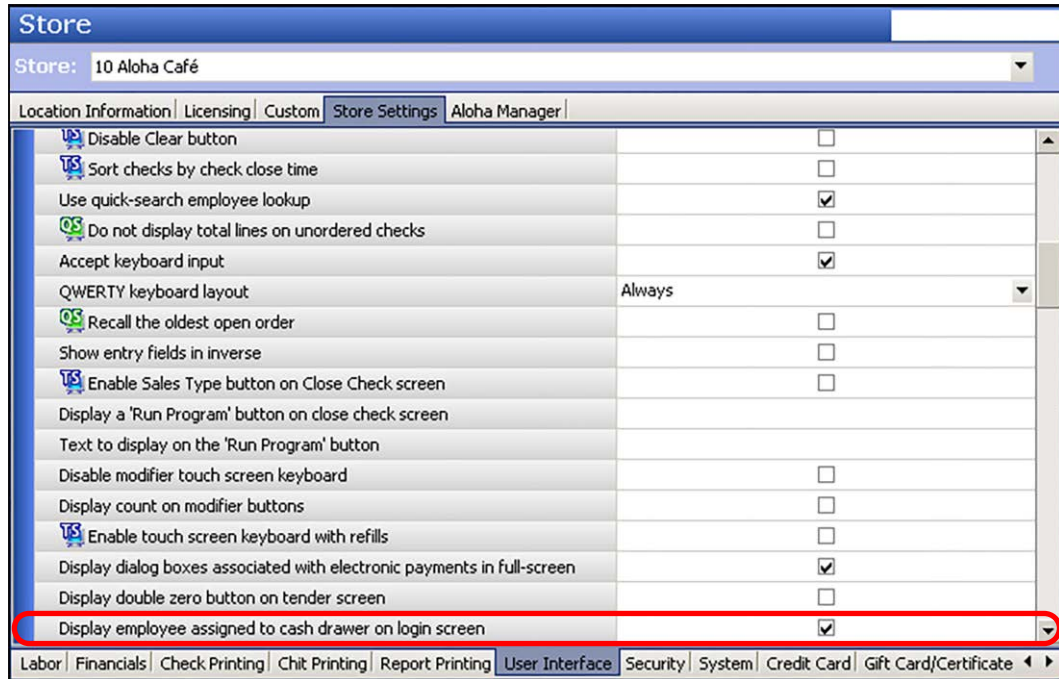 Store
Store: 10 Aloha Café
Location Information Licensing Custom Store Settings Aloha Manager
TS Disable Clear button
TS Sort checks by check close time
Use quick-search employee lookup
QS Do not display total lines on unordered checks
Accept keyboard input
QWERTY keyboard layout Always
QS Recall the oldest open order
Show entry fields in inverse
TS Enable Sales Type button on Close Check screen
Display a 'Run Program' button on close check screen
Text to display on the 'Run Program' button
Disable modifier touch screen keyboard
Display count on modifier buttons
TS Enable touch screen keyboard with refills
Display dialog boxes associated with electronic payments in full-screen
Display double zero button on tender screen
Display employee assigned to cash drawer on login screen
Labor Financials Check Printing Chit Printing Report Printing User Interface Security System Credit Card Gift Card/Certificate